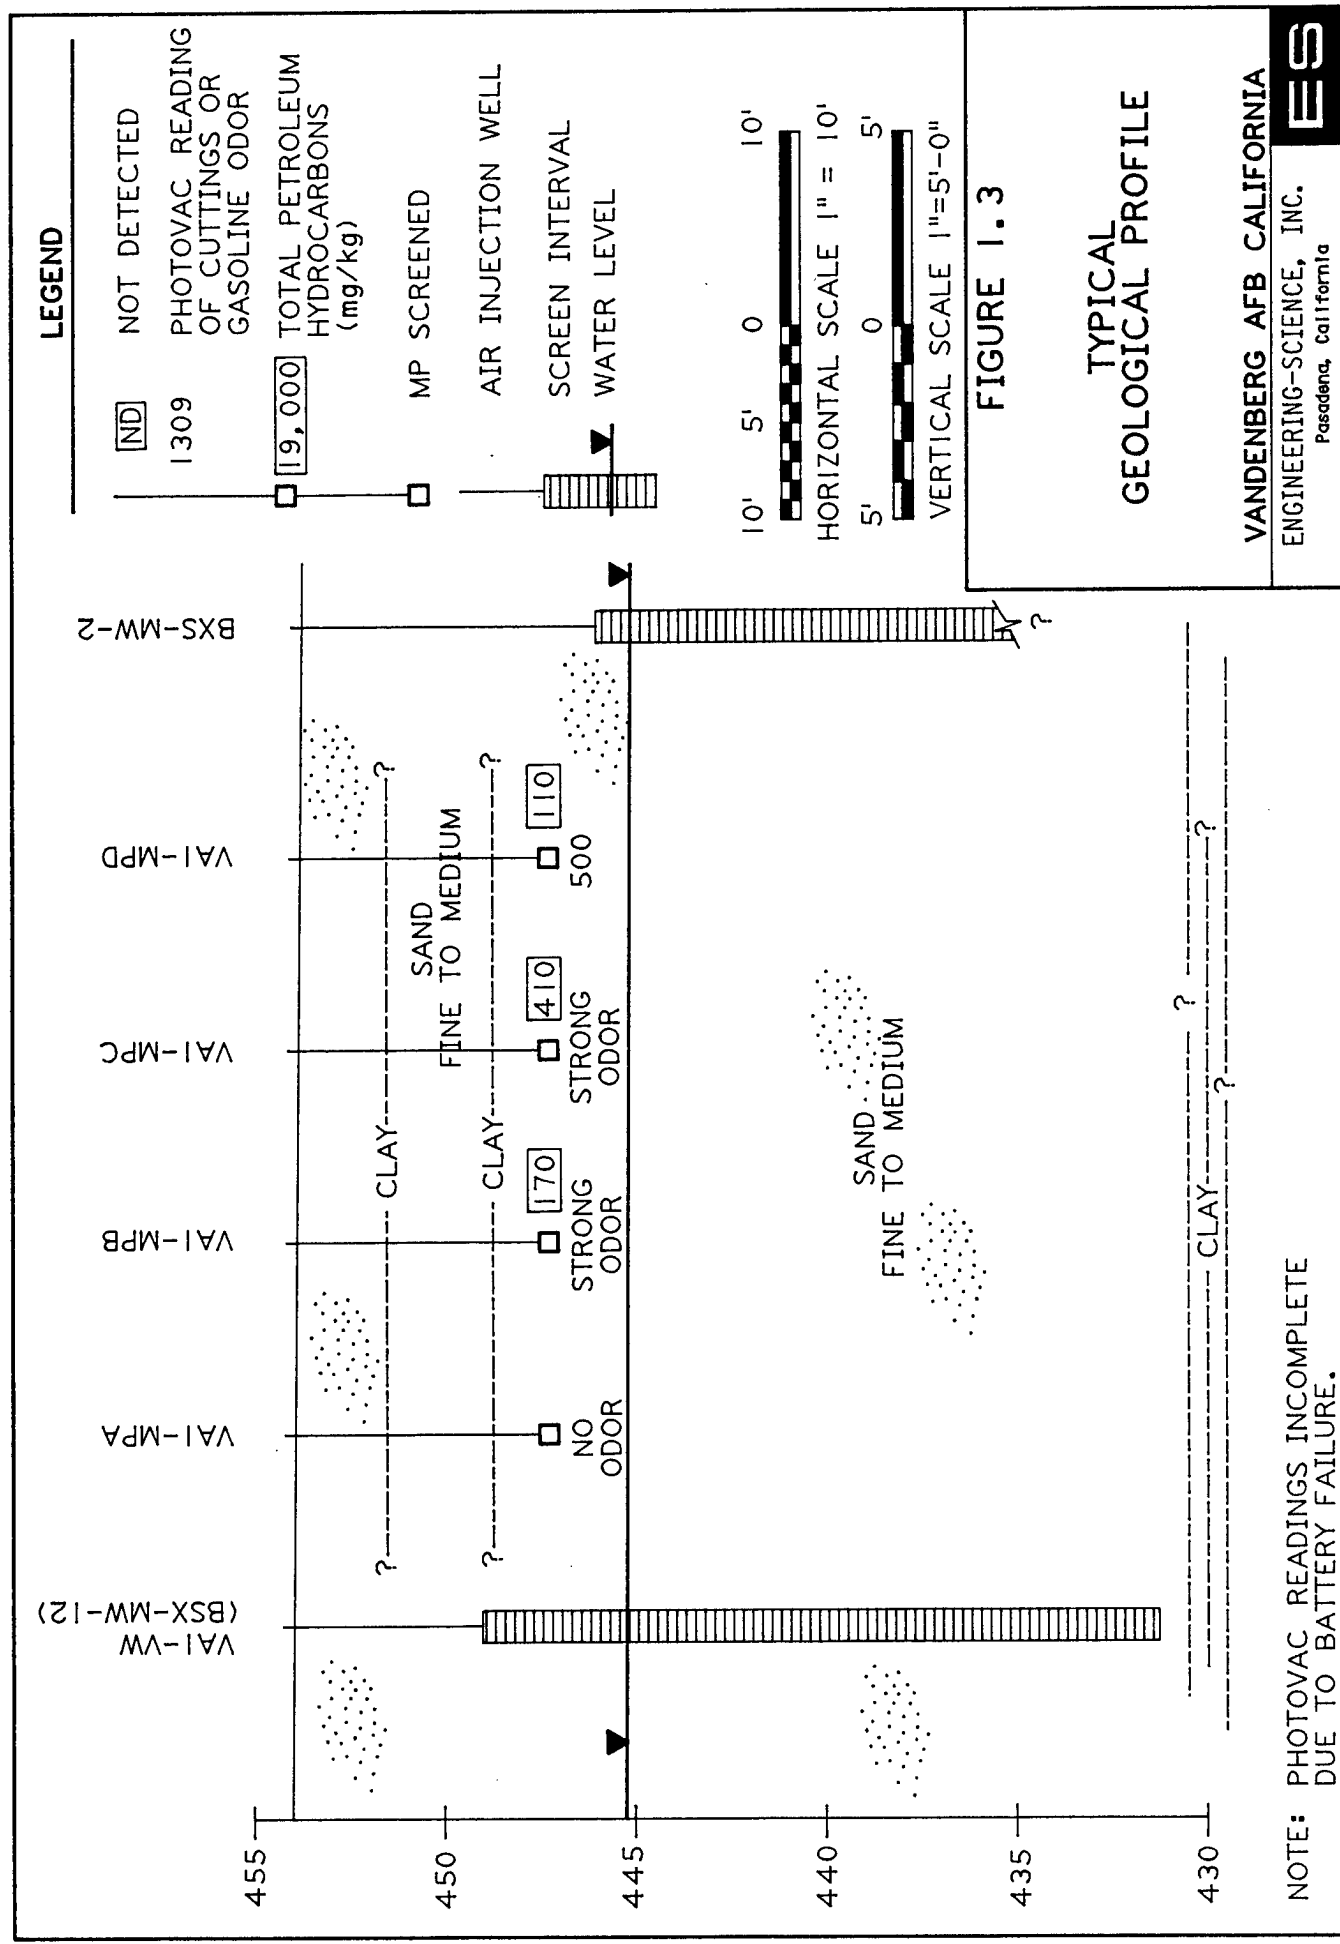 VAI-VW
(BSX-MW-12)
VAI-MPA
VAI-MPB
VAI-MPC
VAI-MPD
BXS-MW-2
455
450
445
440
435
430
?
CLAY
?
SAND
FINE TO MEDIUM
?
CLAY
?
NO
ODOR
170
STRONG
ODOR
410
STRONG
ODOR
110
500
SAND
FINE TO MEDIUM
?
?
CLAY
?
?
NOTE: PHOTOVAC READINGS INCOMPLETE
DUE TO BATTERY FAILURE.
LEGEND
ND NOT DETECTED
1309 PHOTOVAC READING
OF CUTTINGS OR
GASOLINE ODOR
19,000 TOTAL PETROLEUM
HYDROCARBONS
(mg/kg)
MP SCREENED
AIR INJECTION WELL
SCREEN INTERVAL
WATER LEVEL
10' 5' 0 10'
HORIZONTAL SCALE 1" = 10'
5' 0 5'
VERTICAL SCALE 1"=5'-0"
FIGURE 1.3
TYPICAL
GEOLOGICAL PROFILE
VANDENBERG AFB CALIFORNIA
ENGINEERING-SCIENCE, INC.
Pasadena, California
ES